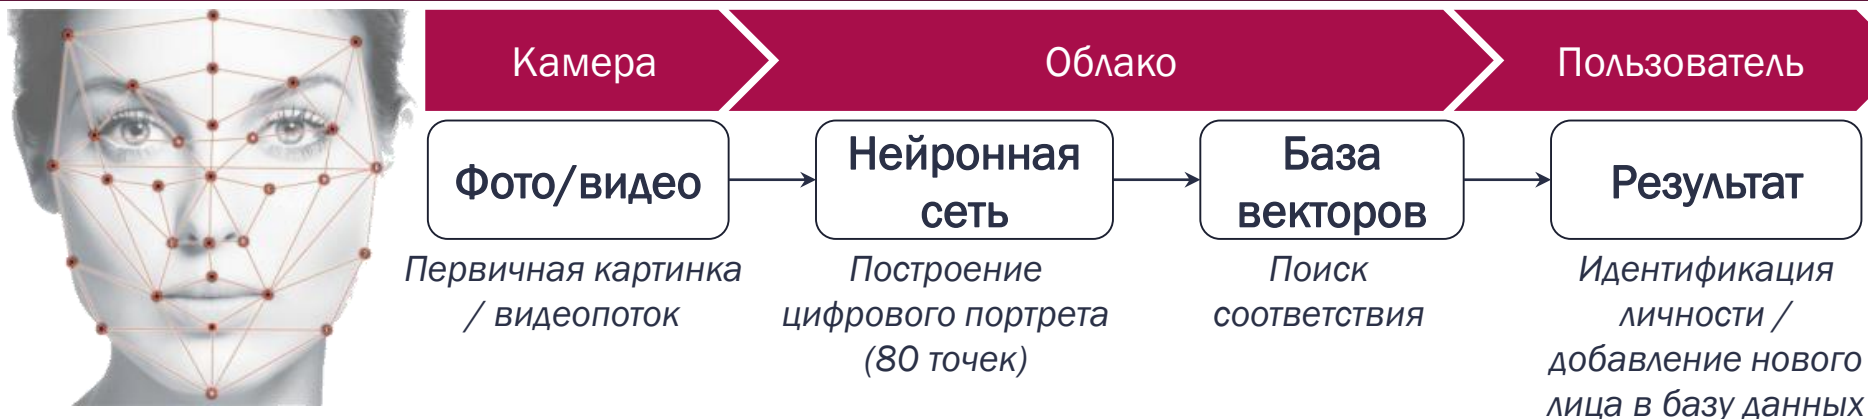 Камера
Облако
Пользователь
Фото/видео
Нейронная
сеть
База
векторов
Результат
Первичная картинка
/ видеопоток
Построение
цифрового портрета
(80 точек)
Поиск
соответствия
Идентификация
личности /
добавление нового
лица в базу данных